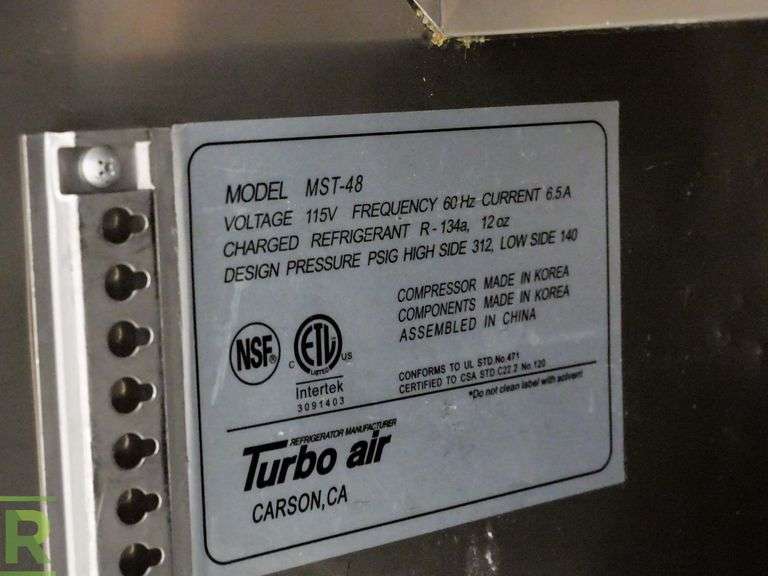 MODEL MST-48
VOLTAGE 115V FREQUENCY 60 Hz CURRENT 6.5 A
CHARGED REFRIGERANT R-134a, 12 oz
DESIGN PRESSURE PSIG HIGH SIDE 312, LOW SIDE 140
COMPRESSOR MADE IN KOREA
COMPONENTS MADE IN KOREA
ASSEMBLED IN CHINA
NSF®
C ETL US
LISTED
Intertek
3091403
CONFORMS TO UL STD.No.471
CERTIFIED TO CSA STD.C22.2 No.120
*Do not clean label with solvent
REFRIGERATOR MANUFACTURER
Turbo air
CARSON, CA
R